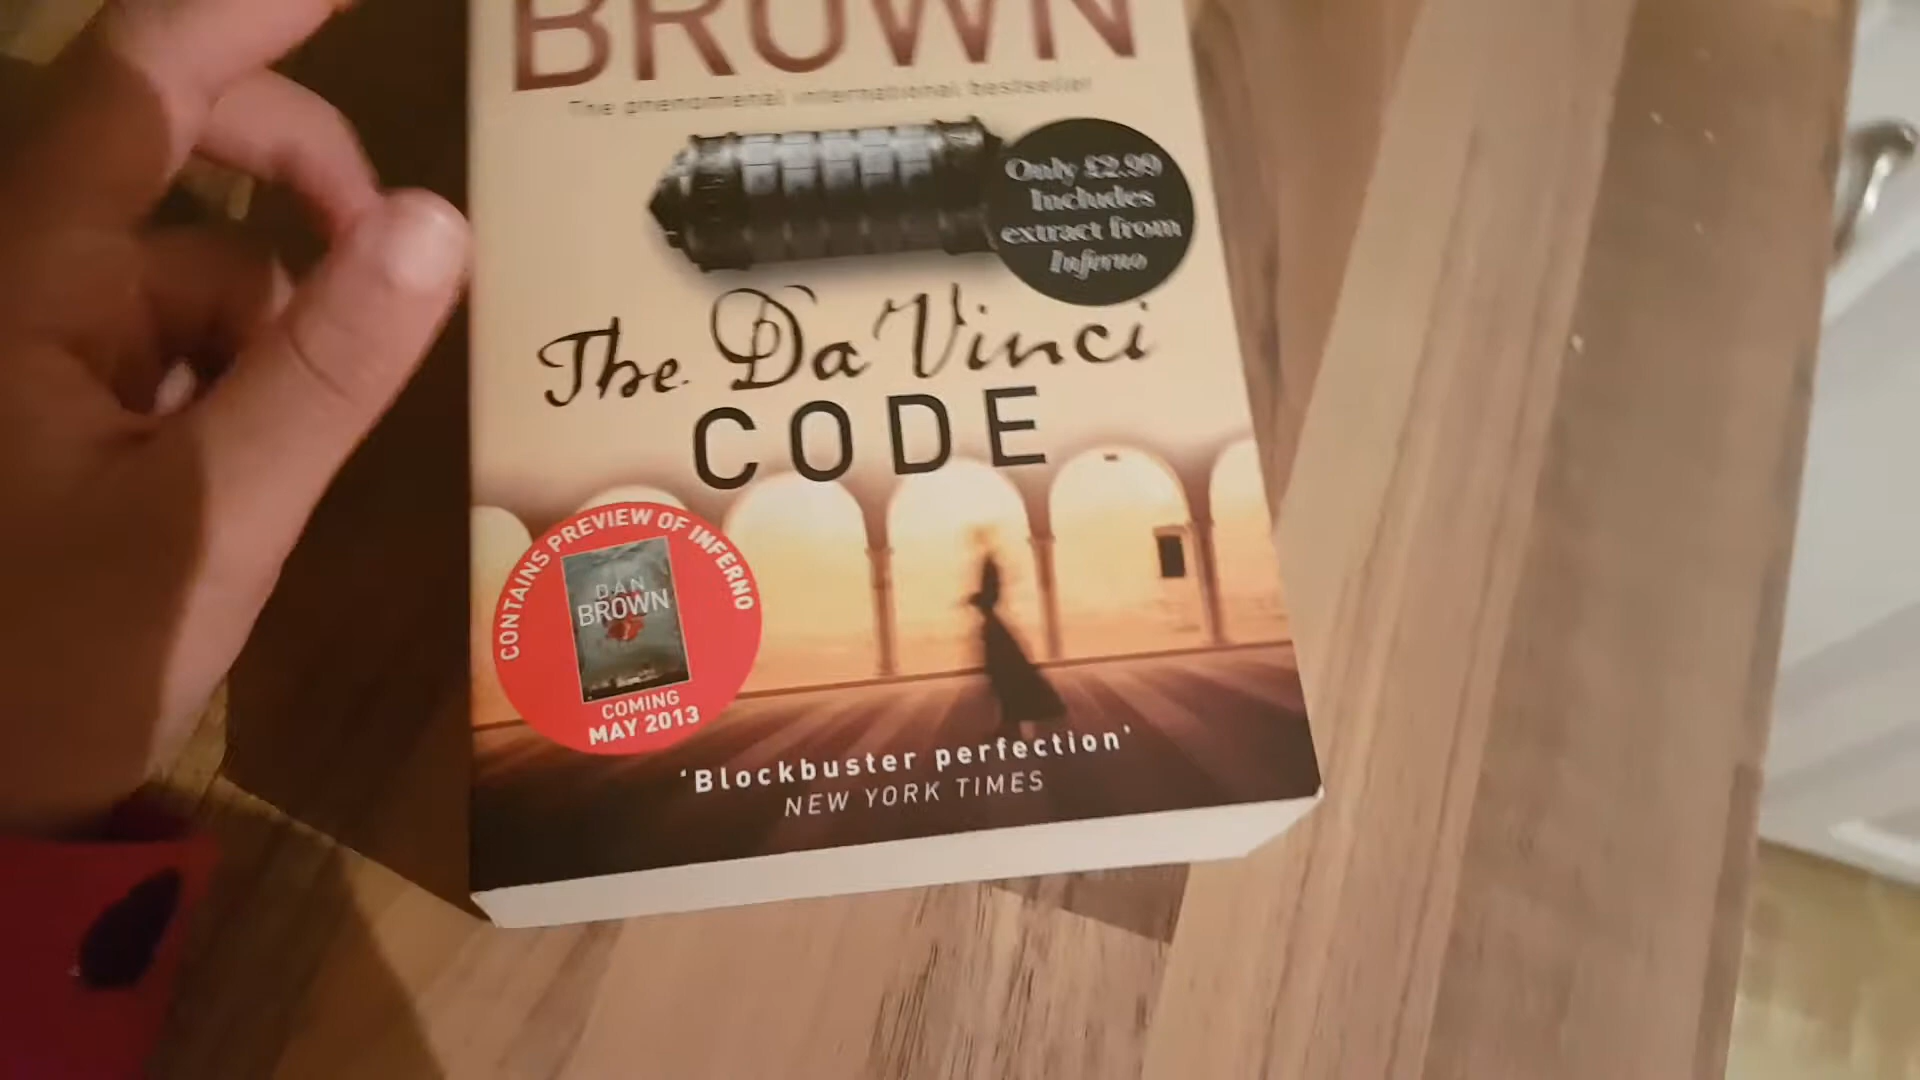 BROWN
The phenomenal international bestseller
Only £2.99
Includes
extract from
Inferno
The Da Vinci
CODE
CONTAINS PREVIEW OF INFERNO
DAN
BROWN
COMING
MAY 2013
‘Blockbuster perfection’
NEW YORK TIMES